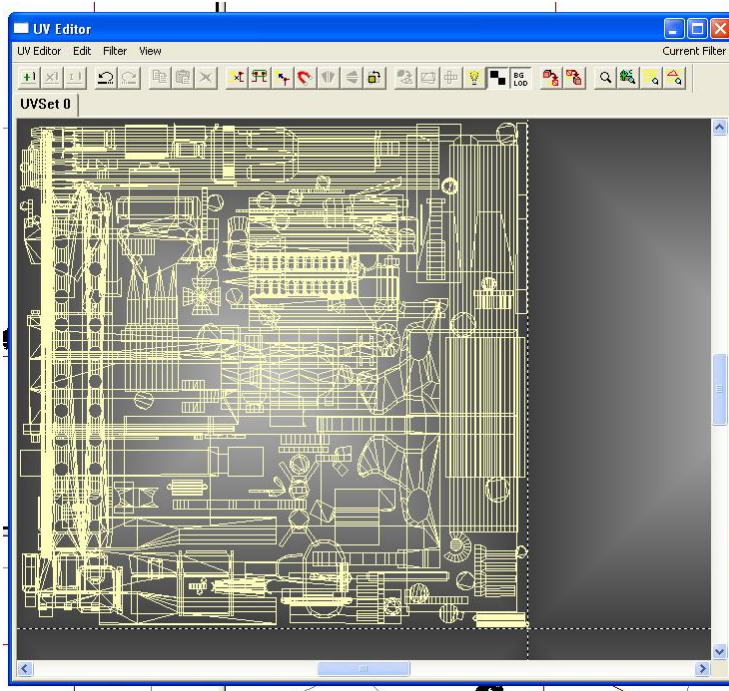 UV Editor
UV Editor Edit Filter View Current Filter
BG
LOD
UVSet 0